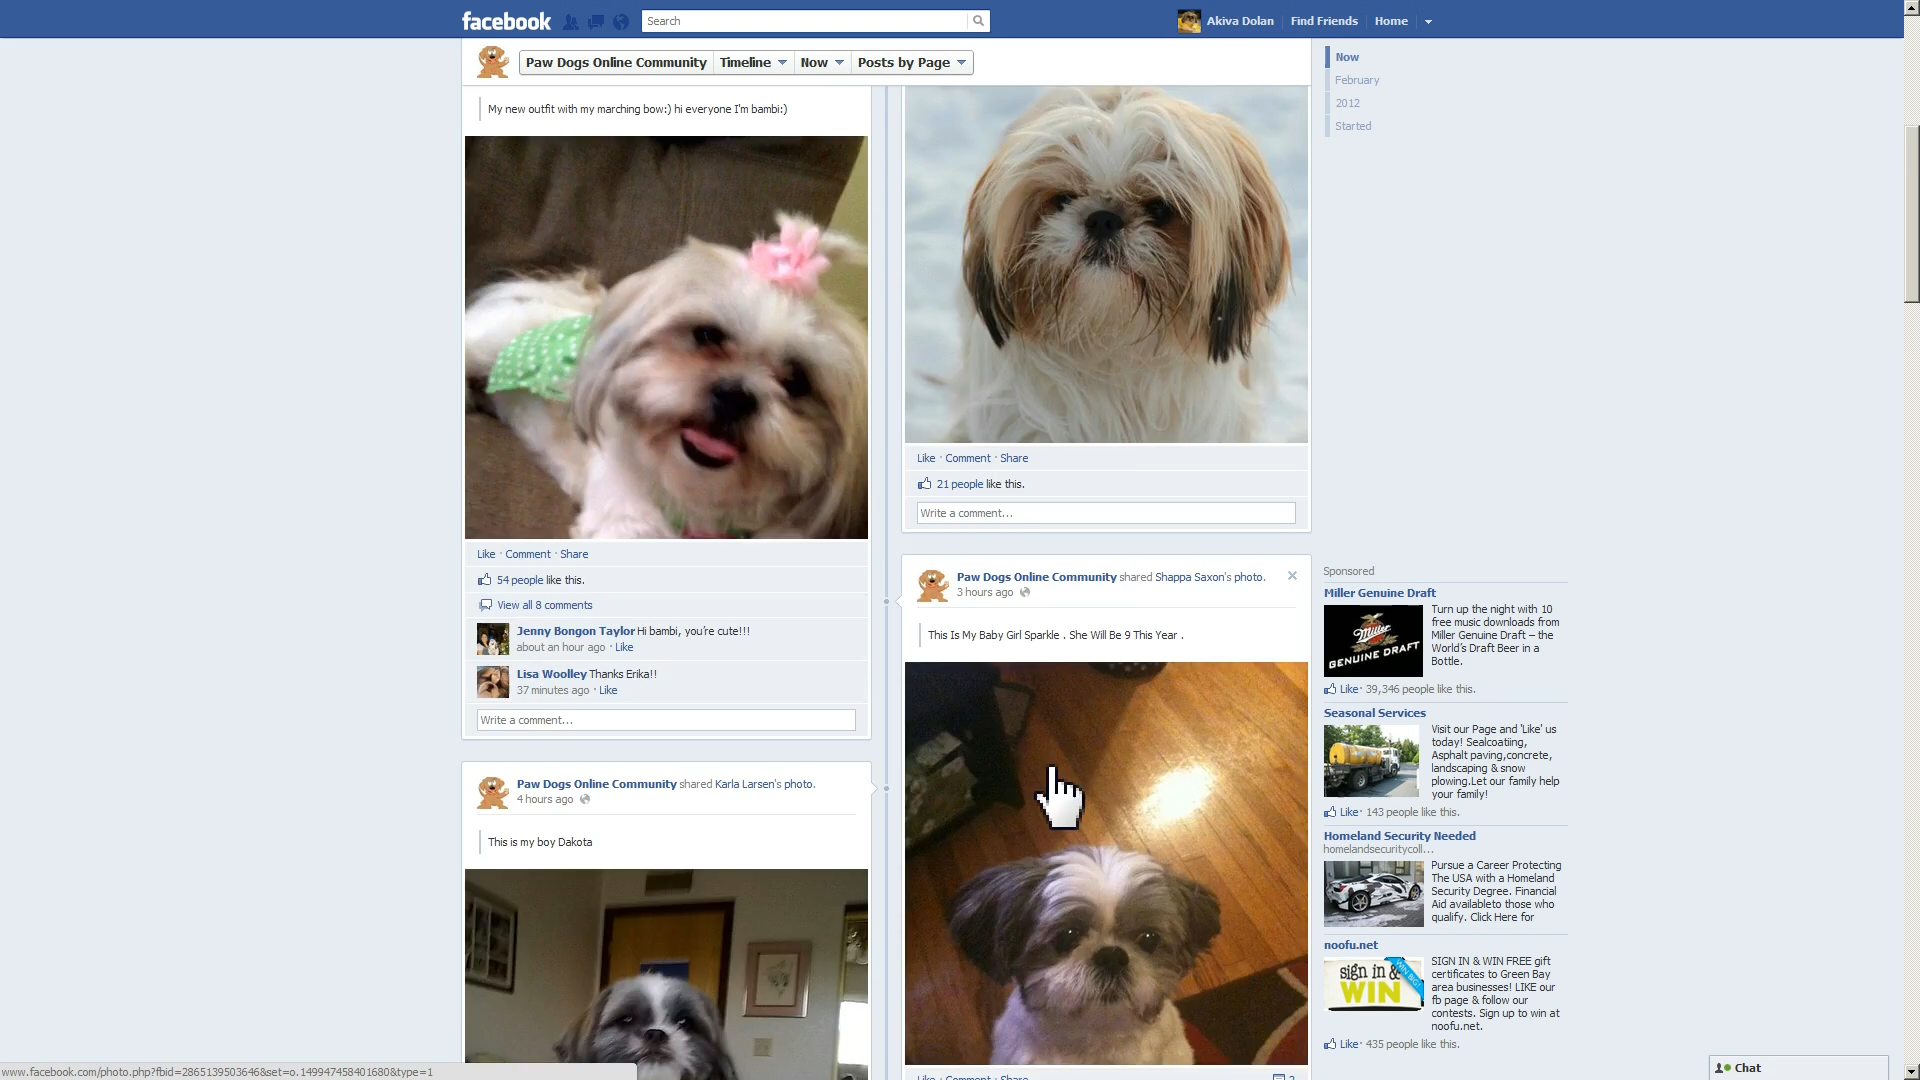 facebook
Search
Akiva Dolan
Find Friends
Home
Paw Dogs Online Community
Timeline
Now
Posts by Page
Now
February
2012
Started
My new outfit with my marching bow:) hi everyone I'm bambi:)
Like · Comment · Share
54 people like this.
View all 8 comments
Jenny Bongon Taylor Hi bambi, you're cute!!!
about an hour ago · Like
Lisa Woolley Thanks Erika!!
37 minutes ago · Like
Write a comment...
Paw Dogs Online Community shared Karla Larsen's photo.
4 hours ago
This is my boy Dakota
Like · Comment · Share
21 people like this.
Write a comment...
Paw Dogs Online Community shared Shappa Saxon's photo.
3 hours ago
This Is My Baby Girl Sparkle . She Will Be 9 This Year .
Like · Comment · Share
2
Sponsored
Miller Genuine Draft
Miller
GENUINE DRAFT
Turn up the night with 10
free music downloads from
Miller Genuine Draft – the
World's Draft Beer in a
Bottle.
Like · 39,346 people like this.
Seasonal Services
Visit our Page and 'Like' us
today! Sealcoatiing,
Asphalt paving,concrete,
landscaping & snow
plowing.Let our family help
your family!
Like · 143 people like this.
Homeland Security Needed
homelandsecuritycoll...
Pursue a Career Protecting
The USA with a Homeland
Security Degree. Financial
Aid availableto those who
qualify. Click Here for
noofu.net
sign in &
WIN
WIN BIG!
SIGN IN & WIN FREE gift
certificates to Green Bay
area businesses! LIKE our
fb page & follow our
contests. Sign up to win at
noofu.net.
Like · 435 people like this.
Chat
www.facebook.com/photo.php?fbid=2865139503646&set=o.149947458401680&type=1